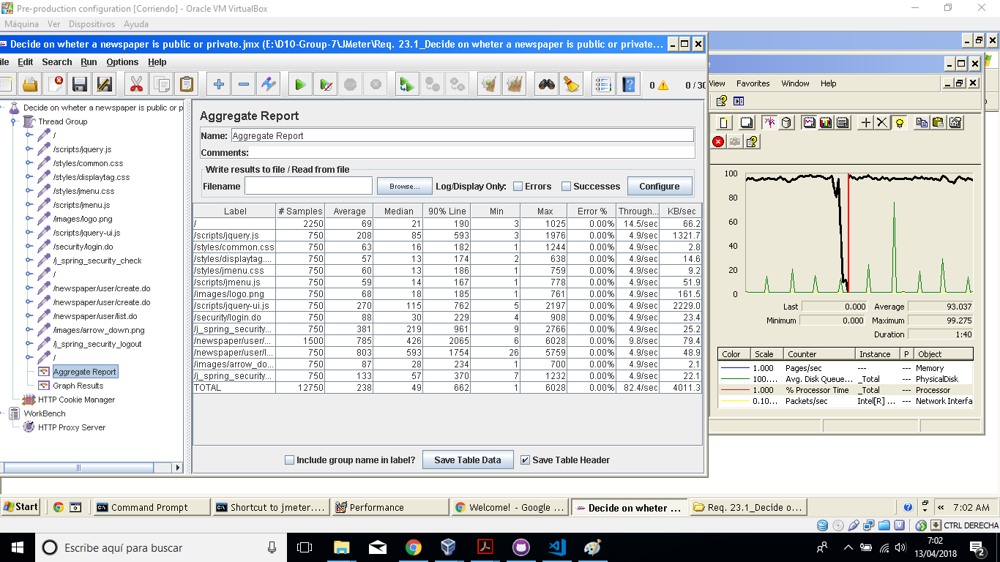 Pre-production configuration [Corriendo] - Oracle VM VirtualBox
Máquina Ver Dispositivos Ayuda
Decide on wheter a newspaper is public or private.jmx (E:\D10-Group-7\JMeter\Req. 23.1_Decide on wheter a newspaper is public or private...
ile Edit Search Run Options Help
0 0 / 30
Decide on wheter a newspaper is public or p
Thread Group
/
/scripts/jquery.js
/styles/common.css
/styles/displaytag.css
/styles/jmenu.css
/scripts/jmenu.js
/images/logo.png
/scripts/jquery-ui.js
/security/login.do
/j_spring_security_check
/
/newspaper/user/create.do
/newspaper/user/create.do
/newspaper/user/list.do
/images/arrow_down.png
/j_spring_security_logout
/
Aggregate Report
Graph Results
HTTP Cookie Manager
WorkBench
HTTP Proxy Server
Aggregate Report
Name: Aggregate Report
Comments:
Write results to file / Read from file
Filename Browse... Log/Display Only: Errors Successes Configure
Label # Samples Average Median 90% Line Min Max Error % Through... KB/sec
/ 2250 69 21 190 3 1025 0.00% 14.5/sec 66.2
/scripts/jquery.js 750 208 85 593 3 1976 0.00% 4.9/sec 1321.7
/styles/common.css 750 63 16 182 1 1244 0.00% 4.9/sec 2.8
/styles/displaytag.... 750 57 13 174 2 638 0.00% 4.9/sec 14.6
/styles/jmenu.css 750 60 13 186 1 759 0.00% 4.9/sec 9.2
/scripts/jmenu.js 750 59 14 167 1 778 0.00% 4.9/sec 51.9
/images/logo.png 750 68 18 185 1 761 0.00% 4.9/sec 161.5
/scripts/jquery-ui.js 750 270 115 762 5 2197 0.00% 4.9/sec 2229.0
/security/login.do 750 88 30 229 4 908 0.00% 4.9/sec 23.4
/j_spring_security... 750 381 219 961 9 2766 0.00% 4.9/sec 25.2
/newspaper/user/... 1500 785 426 2065 6 6028 0.00% 9.8/sec 79.4
/newspaper/user/l... 750 803 593 1754 26 5759 0.00% 4.9/sec 48.9
/images/arrow_do... 750 87 28 234 1 700 0.00% 4.9/sec 2.1
/j_spring_security... 750 133 57 370 7 1232 0.00% 4.9/sec 22.1
TOTAL 12750 238 49 662 1 6028 0.00% 82.4/sec 4011.3
Include group name in label? Save Table Data Save Table Header
View Favorites Window Help
100
80
60
40
20
0
Last 0.000 Average 93.037
Minimum 0.000 Maximum 99.275
Duration 1:40
Color Scale Counter Instance P Object
1.000 Pages/sec --- --- Memory
100.... Avg. Disk Queue... _Total --- PhysicalDisk
1.000 % Processor Time _Total --- Processor
0.10... Packets/sec Intel[R] ... --- Network Interfa
Start Command Prompt Shortcut to jmeter.... Performance Welcome! - Google ... Decide on wheter ... Req. 23.1_Decide o... « 7:02 AM
CTRL DERECHA
Escribe aquí para buscar
7:02
13/04/2018
2